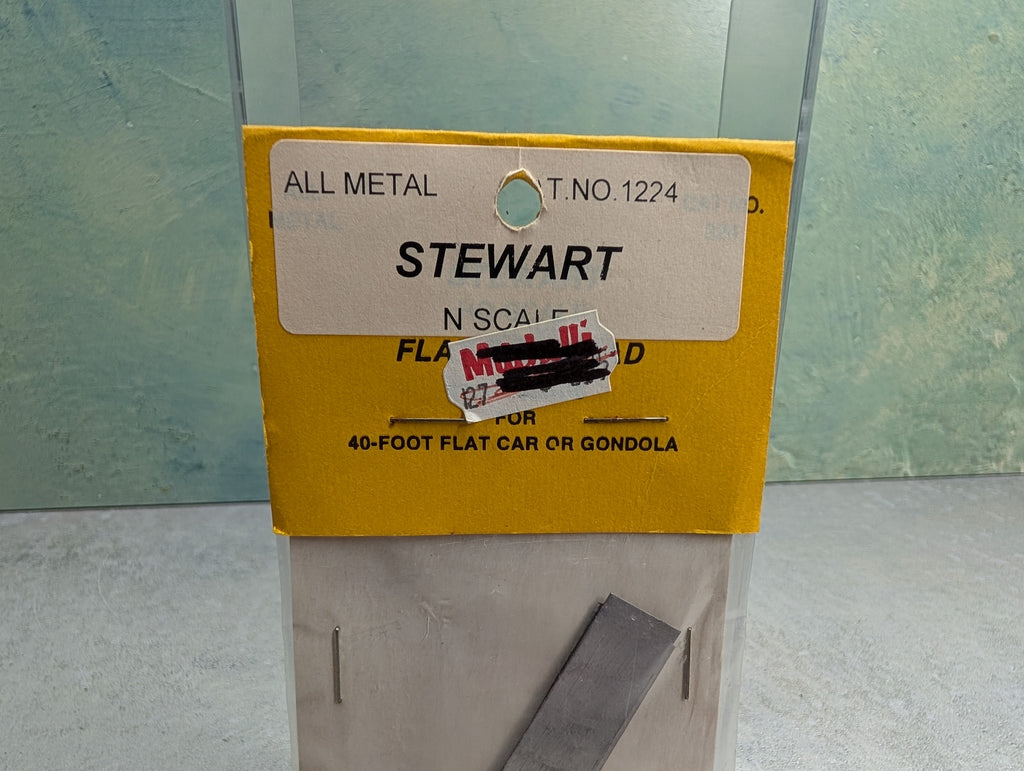 ALL METAL T.NO.1224
STEWART
N SCALE
FLA D
127
FOR
40-FOOT FLAT CAR OR GONDOLA